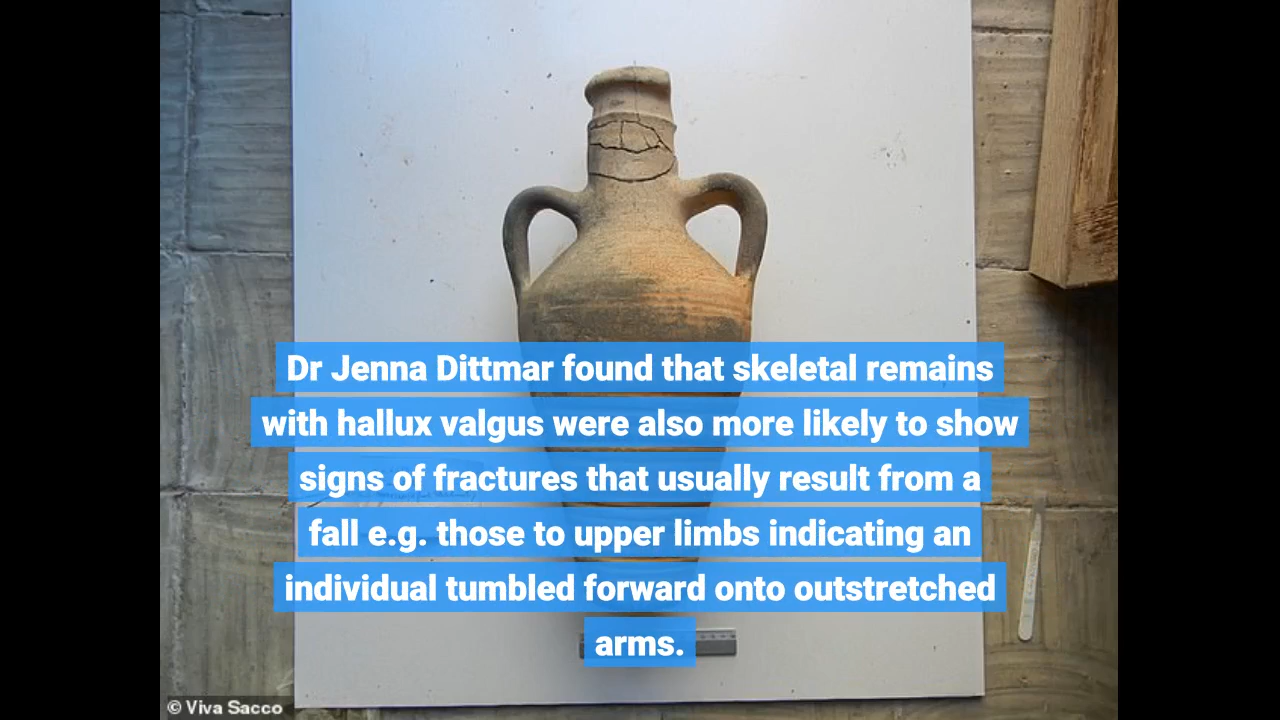 Dr Jenna Dittmar found that skeletal remains
with hallux valgus were also more likely to show
signs of fractures that usually result from a
fall e.g. those to upper limbs indicating an
individual tumbled forward onto outstretched
arms.
© Viva Sacco